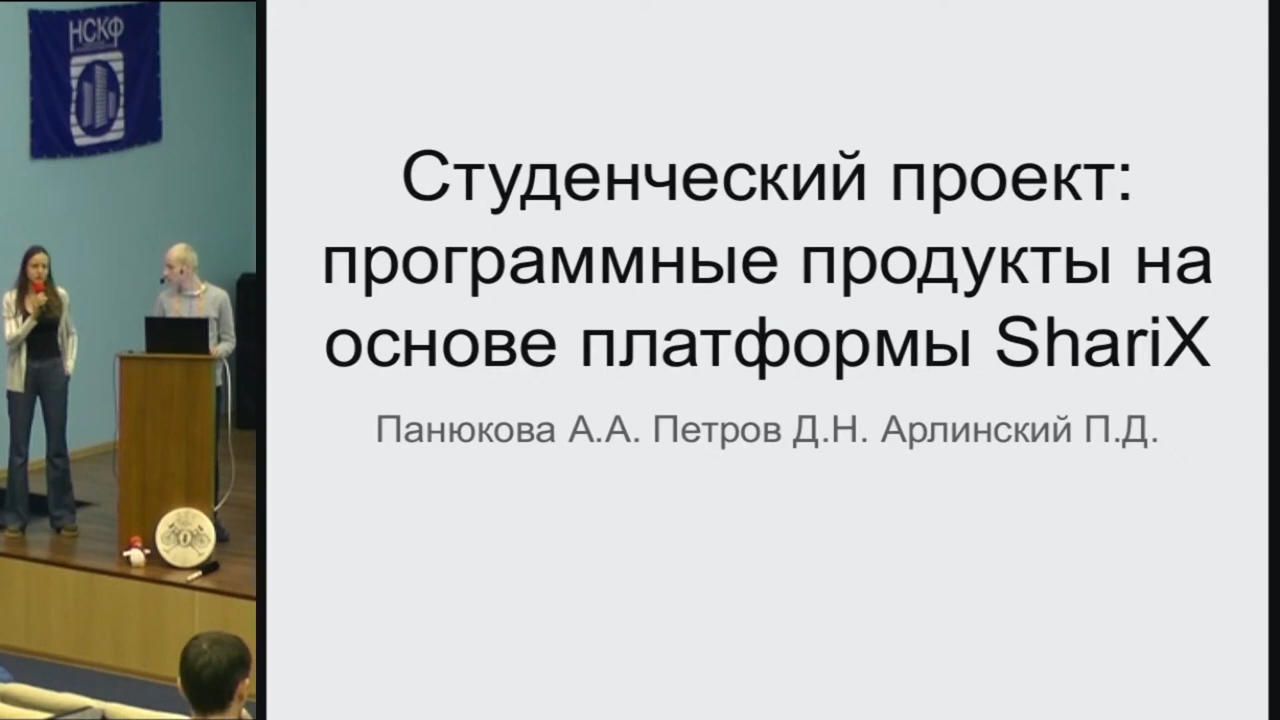 НСКФ
Студенческий проект:
программные продукты на
основе платформы ShariX
Панюкова А.А. Петров Д.Н. Арлинский П.Д.